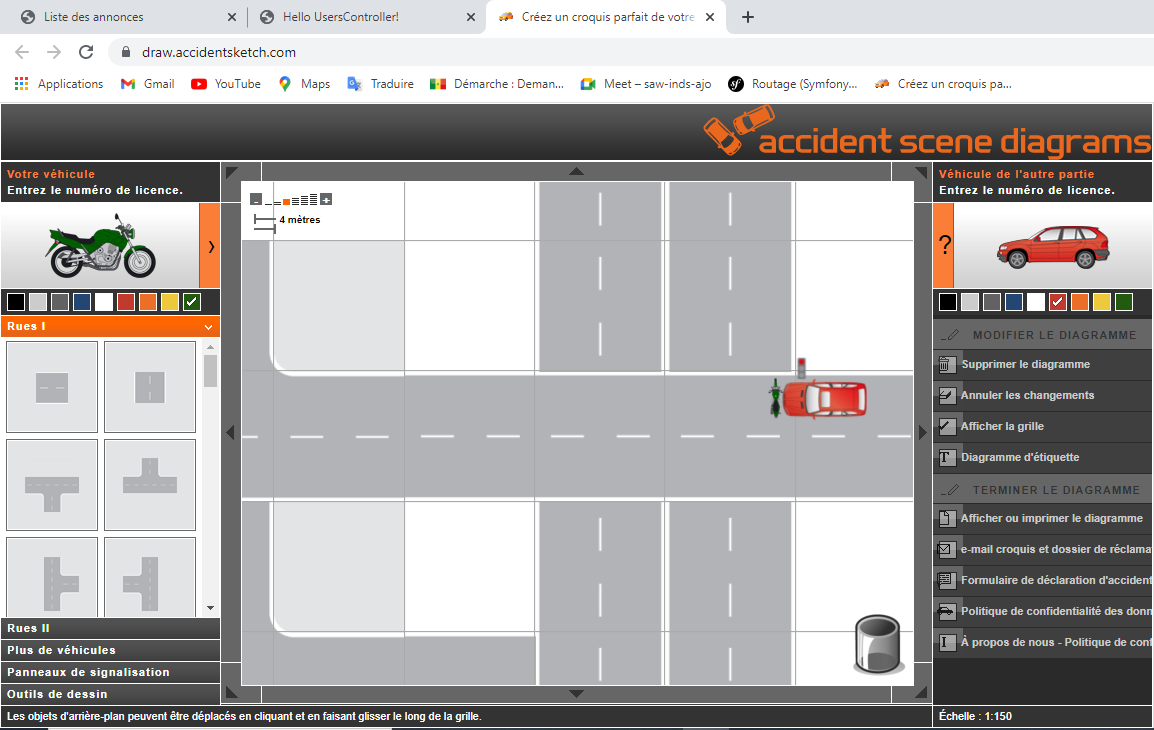 Liste des annonces
Hello UsersController!
Créez un croquis parfait de votre
draw.accidentsketch.com
Applications
Gmail
YouTube
Maps
Traduire
Démarche : Deman...
Meet – saw-inds-ajo
Routage (Symfony...
Créez un croquis pa...
accident scene diagrams
Votre véhicule
Entrez le numéro de licence.
Véhicule de l'autre partie
Entrez le numéro de licence.
4 mètres
?
Rues I
MODIFIER LE DIAGRAMME
Supprimer le diagramme
Annuler les changements
Afficher la grille
T Diagramme d'étiquette
TERMINER LE DIAGRAMME
Afficher ou imprimer le diagramme
e-mail croquis et dossier de réclama
Formulaire de déclaration d'accident
Politique de confidentialité des donn
À propos de nous - Politique de conf
Rues II
Plus de véhicules
Panneaux de signalisation
Outils de dessin
Les objets d'arrière-plan peuvent être déplacés en cliquant et en faisant glisser le long de la grille.
Échelle : 1:150